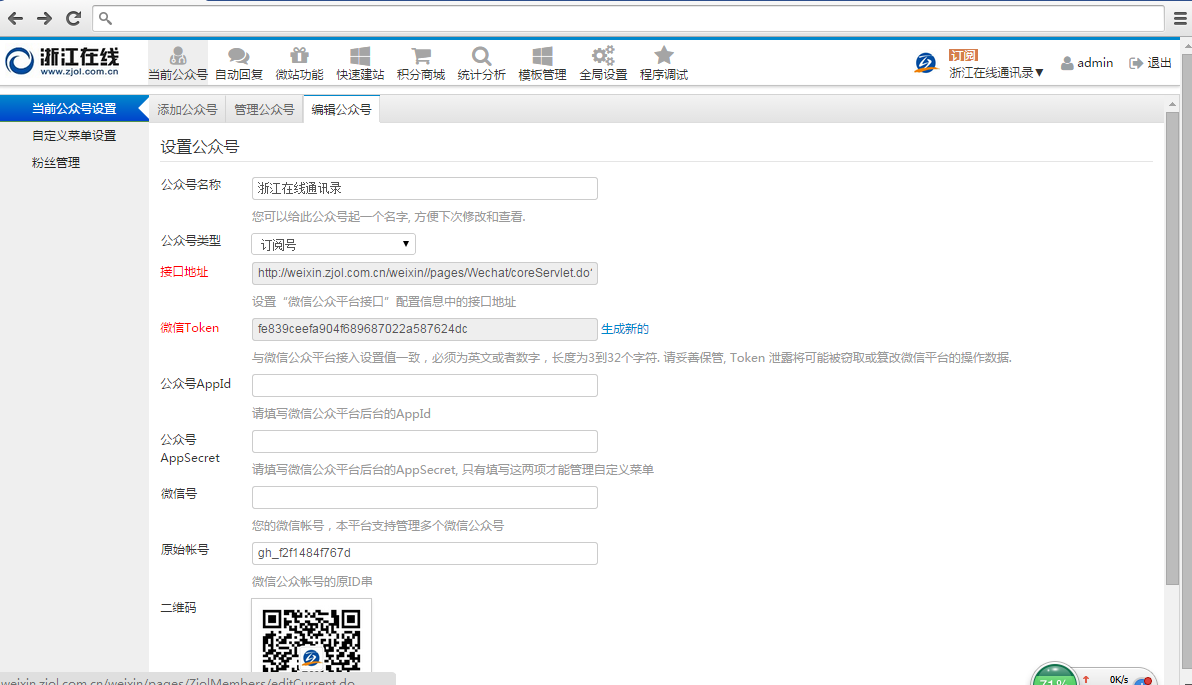 浙江在线
www.zjol.com.cn
当前公众号 自动回复 微站功能 快速建站 积分商城 统计分析 模板管理 全局设置 程序调试
订阅
浙江在线通讯录▼ admin 退出
当前公众号设置
自定义菜单设置
粉丝管理
添加公众号 管理公众号 编辑公众号
设置公众号
公众号名称 浙江在线通讯录
您可以给此公众号起一个名字, 方便下次修改和查看.
公众号类型 订阅号 ▼
接口地址 http://weixin.zjol.com.cn/weixin//pages/Wechat/coreServlet.do
设置“微信公众平台接口”配置信息中的接口地址
微信Token fe839ceefa904f689687022a587624dc 生成新的
与微信公众平台接入设置值一致，必须为英文或者数字，长度为3到32个字符. 请妥善保管, Token 泄露将可能被窃取或篡改微信平台的操作数据.
公众号AppId
请填写微信公众平台后台的AppId
公众号
AppSecret
请填写微信公众平台后台的AppSecret, 只有填写这两项才能管理自定义菜单
微信号
您的微信帐号，本平台支持管理多个微信公众号
原始帐号 gh_f2f1484f767d
微信公众帐号的原ID串
二维码
weixin.zjol.com.cn/weixin/pages/ZjolMembers/editCurrent.do
71% 0K/s